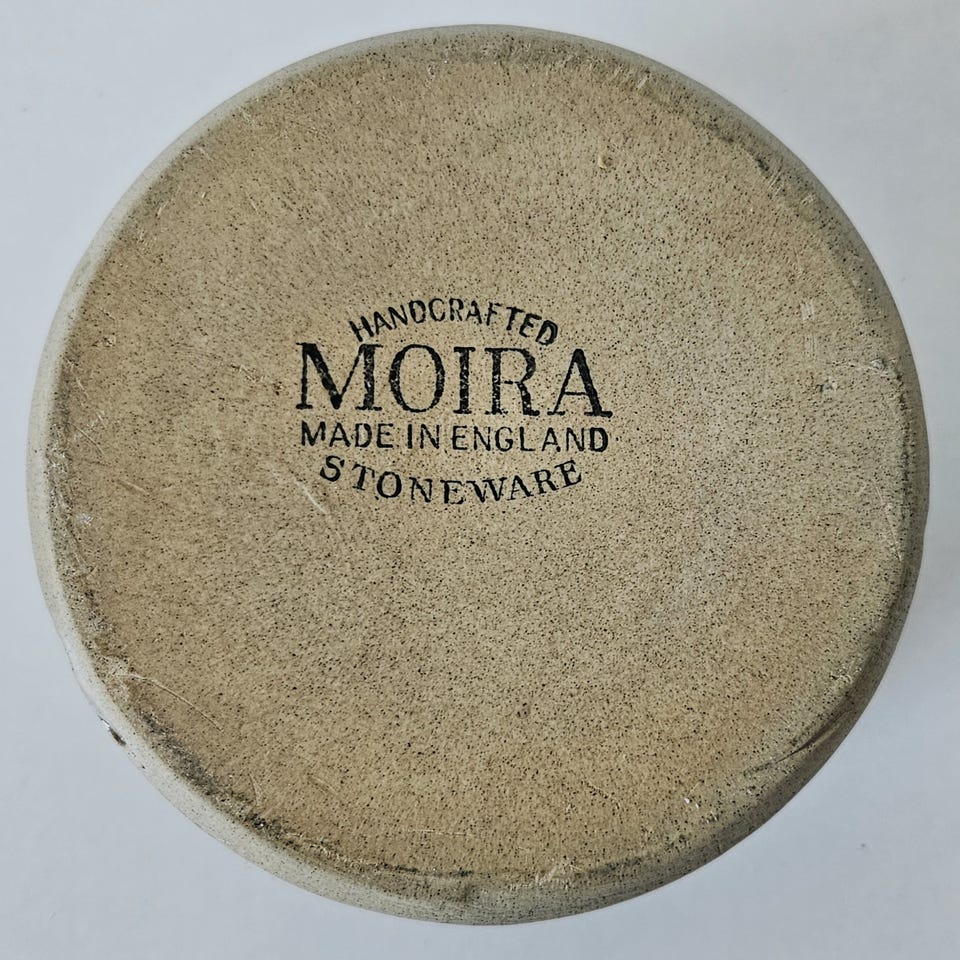 HANDCRAFTED
MOIRA
MADE IN ENGLAND
STONEWARE